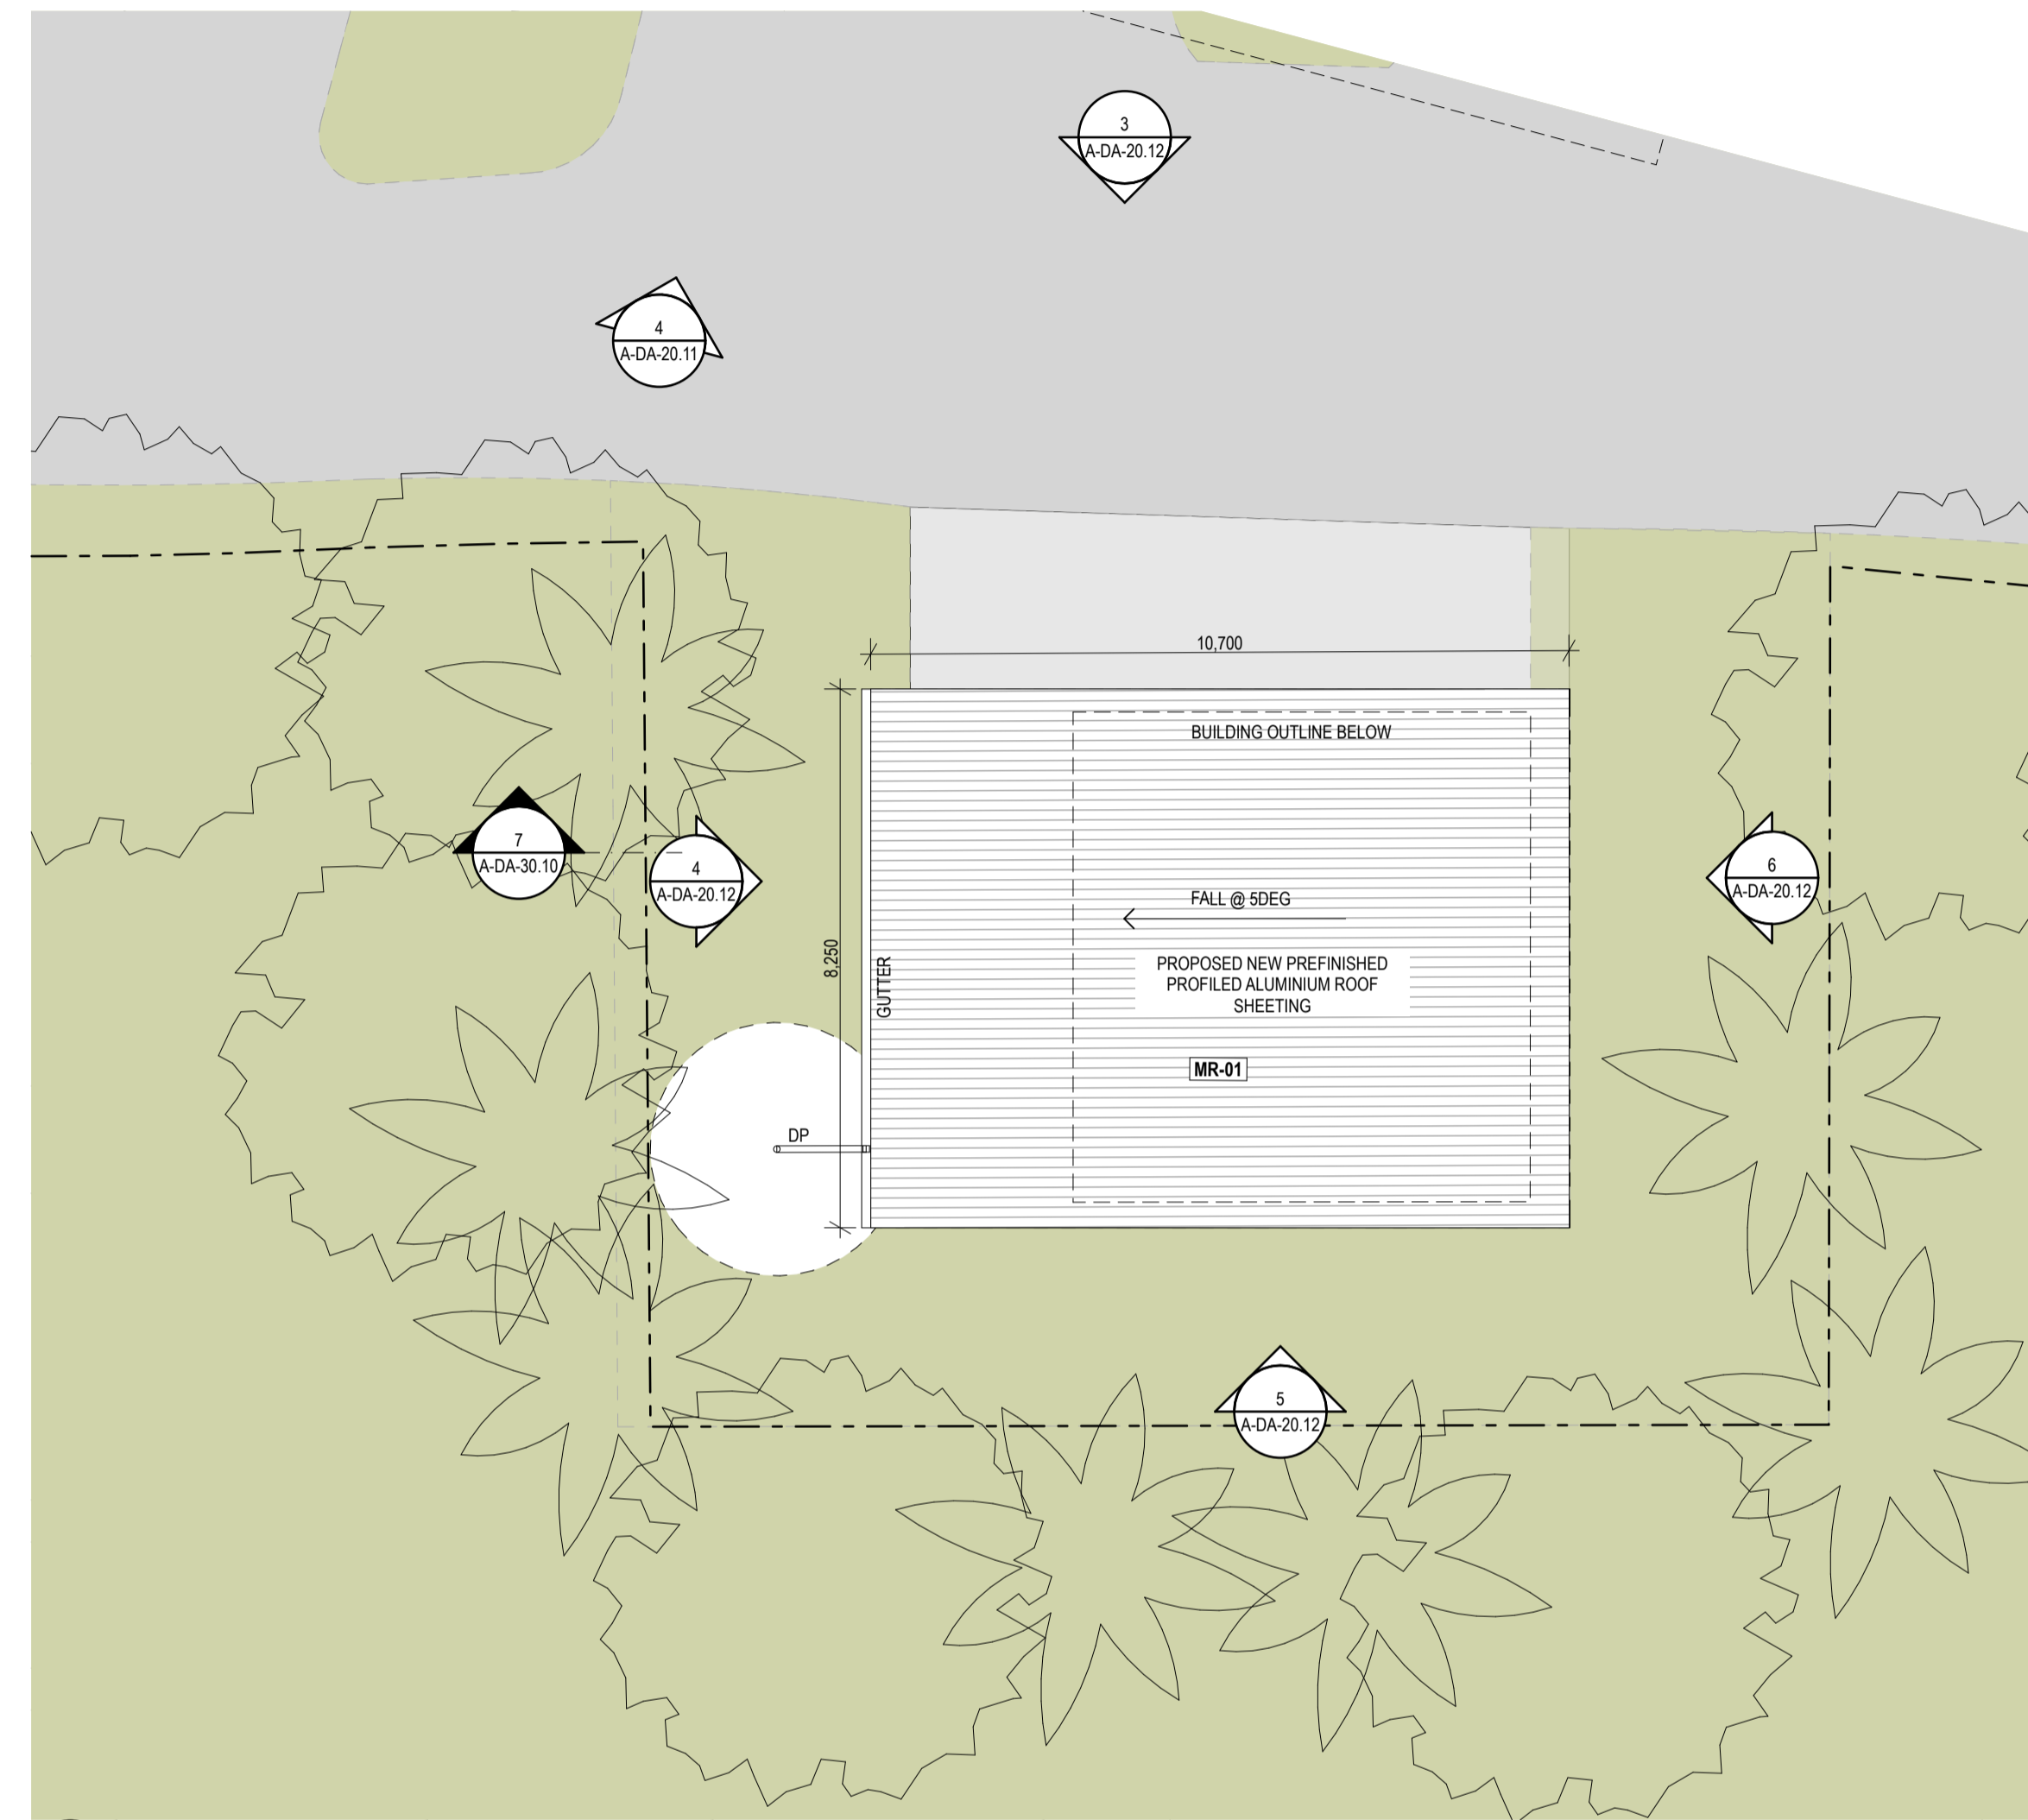 3
A-DA-20.12
4
A-DA-20.11
10,700
BUILDING OUTLINE BELOW
7
A-DA-30.10
4
A-DA-20.12
6
A-DA-20.12
FALL @ 5DEG
8,250
GUTTER
PROPOSED NEW PREFINISHED
PROFILED ALUMINIUM ROOF
SHEETING
MR-01
DP
5
A-DA-20.12